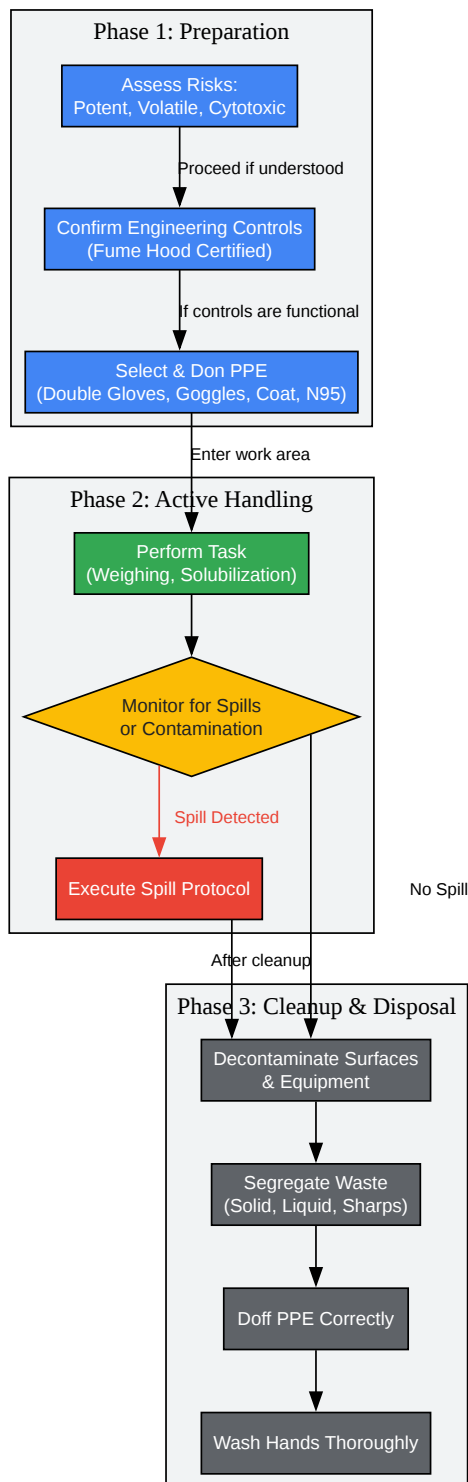 Phase 1: Preparation
Assess Risks:
Potent, Volatile, Cytotoxic
Proceed if understood
Confirm Engineering Controls
(Fume Hood Certified)
If controls are functional
Select & Don PPE
(Double Gloves, Goggles, Coat, N95)
Enter work area
Phase 2: Active Handling
Perform Task
(Weighing, Solubilization)
Monitor for Spills
or Contamination
Spill Detected
Execute Spill Protocol
No Spill
After cleanup
Phase 3: Cleanup & Disposal
Decontaminate Surfaces
& Equipment
Segregate Waste
(Solid, Liquid, Sharps)
Doff PPE Correctly
Wash Hands Thoroughly